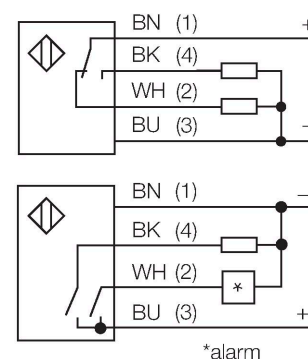 BN (1) +
BK (4)
WH (2)
BU (3) –
BN (1) –
BK (4)
WH (2)
*
BU (3) +
*alarm